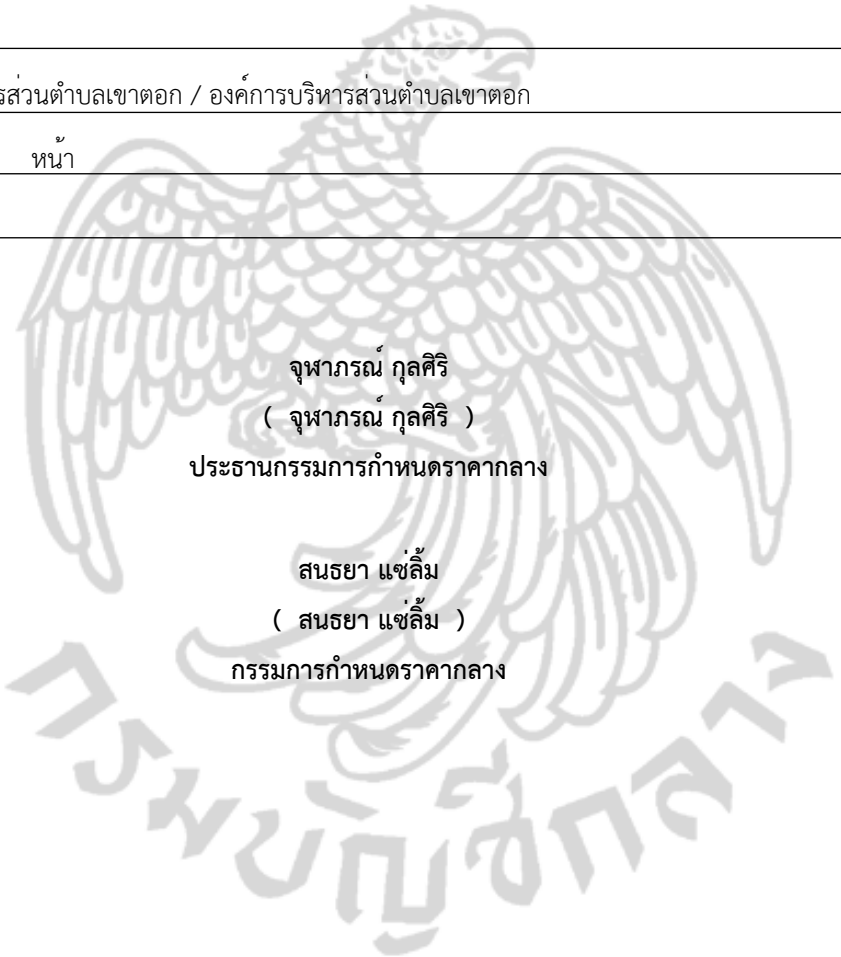 รส่วนตำบลเขาตอก / องค์การบริหารส่วนตำบลเขาตอก
หน้า
จุฬาภรณ์ กุลศิริ
( จุฬาภรณ์ กุลศิริ )
ประธานกรรมการกำหนดราคากลาง
สนธยา แซ่ลิ้ม
( สนธยา แซ่ลิ้ม )
กรรมการกำหนดราคากลาง
กรมบัญชีกลาง